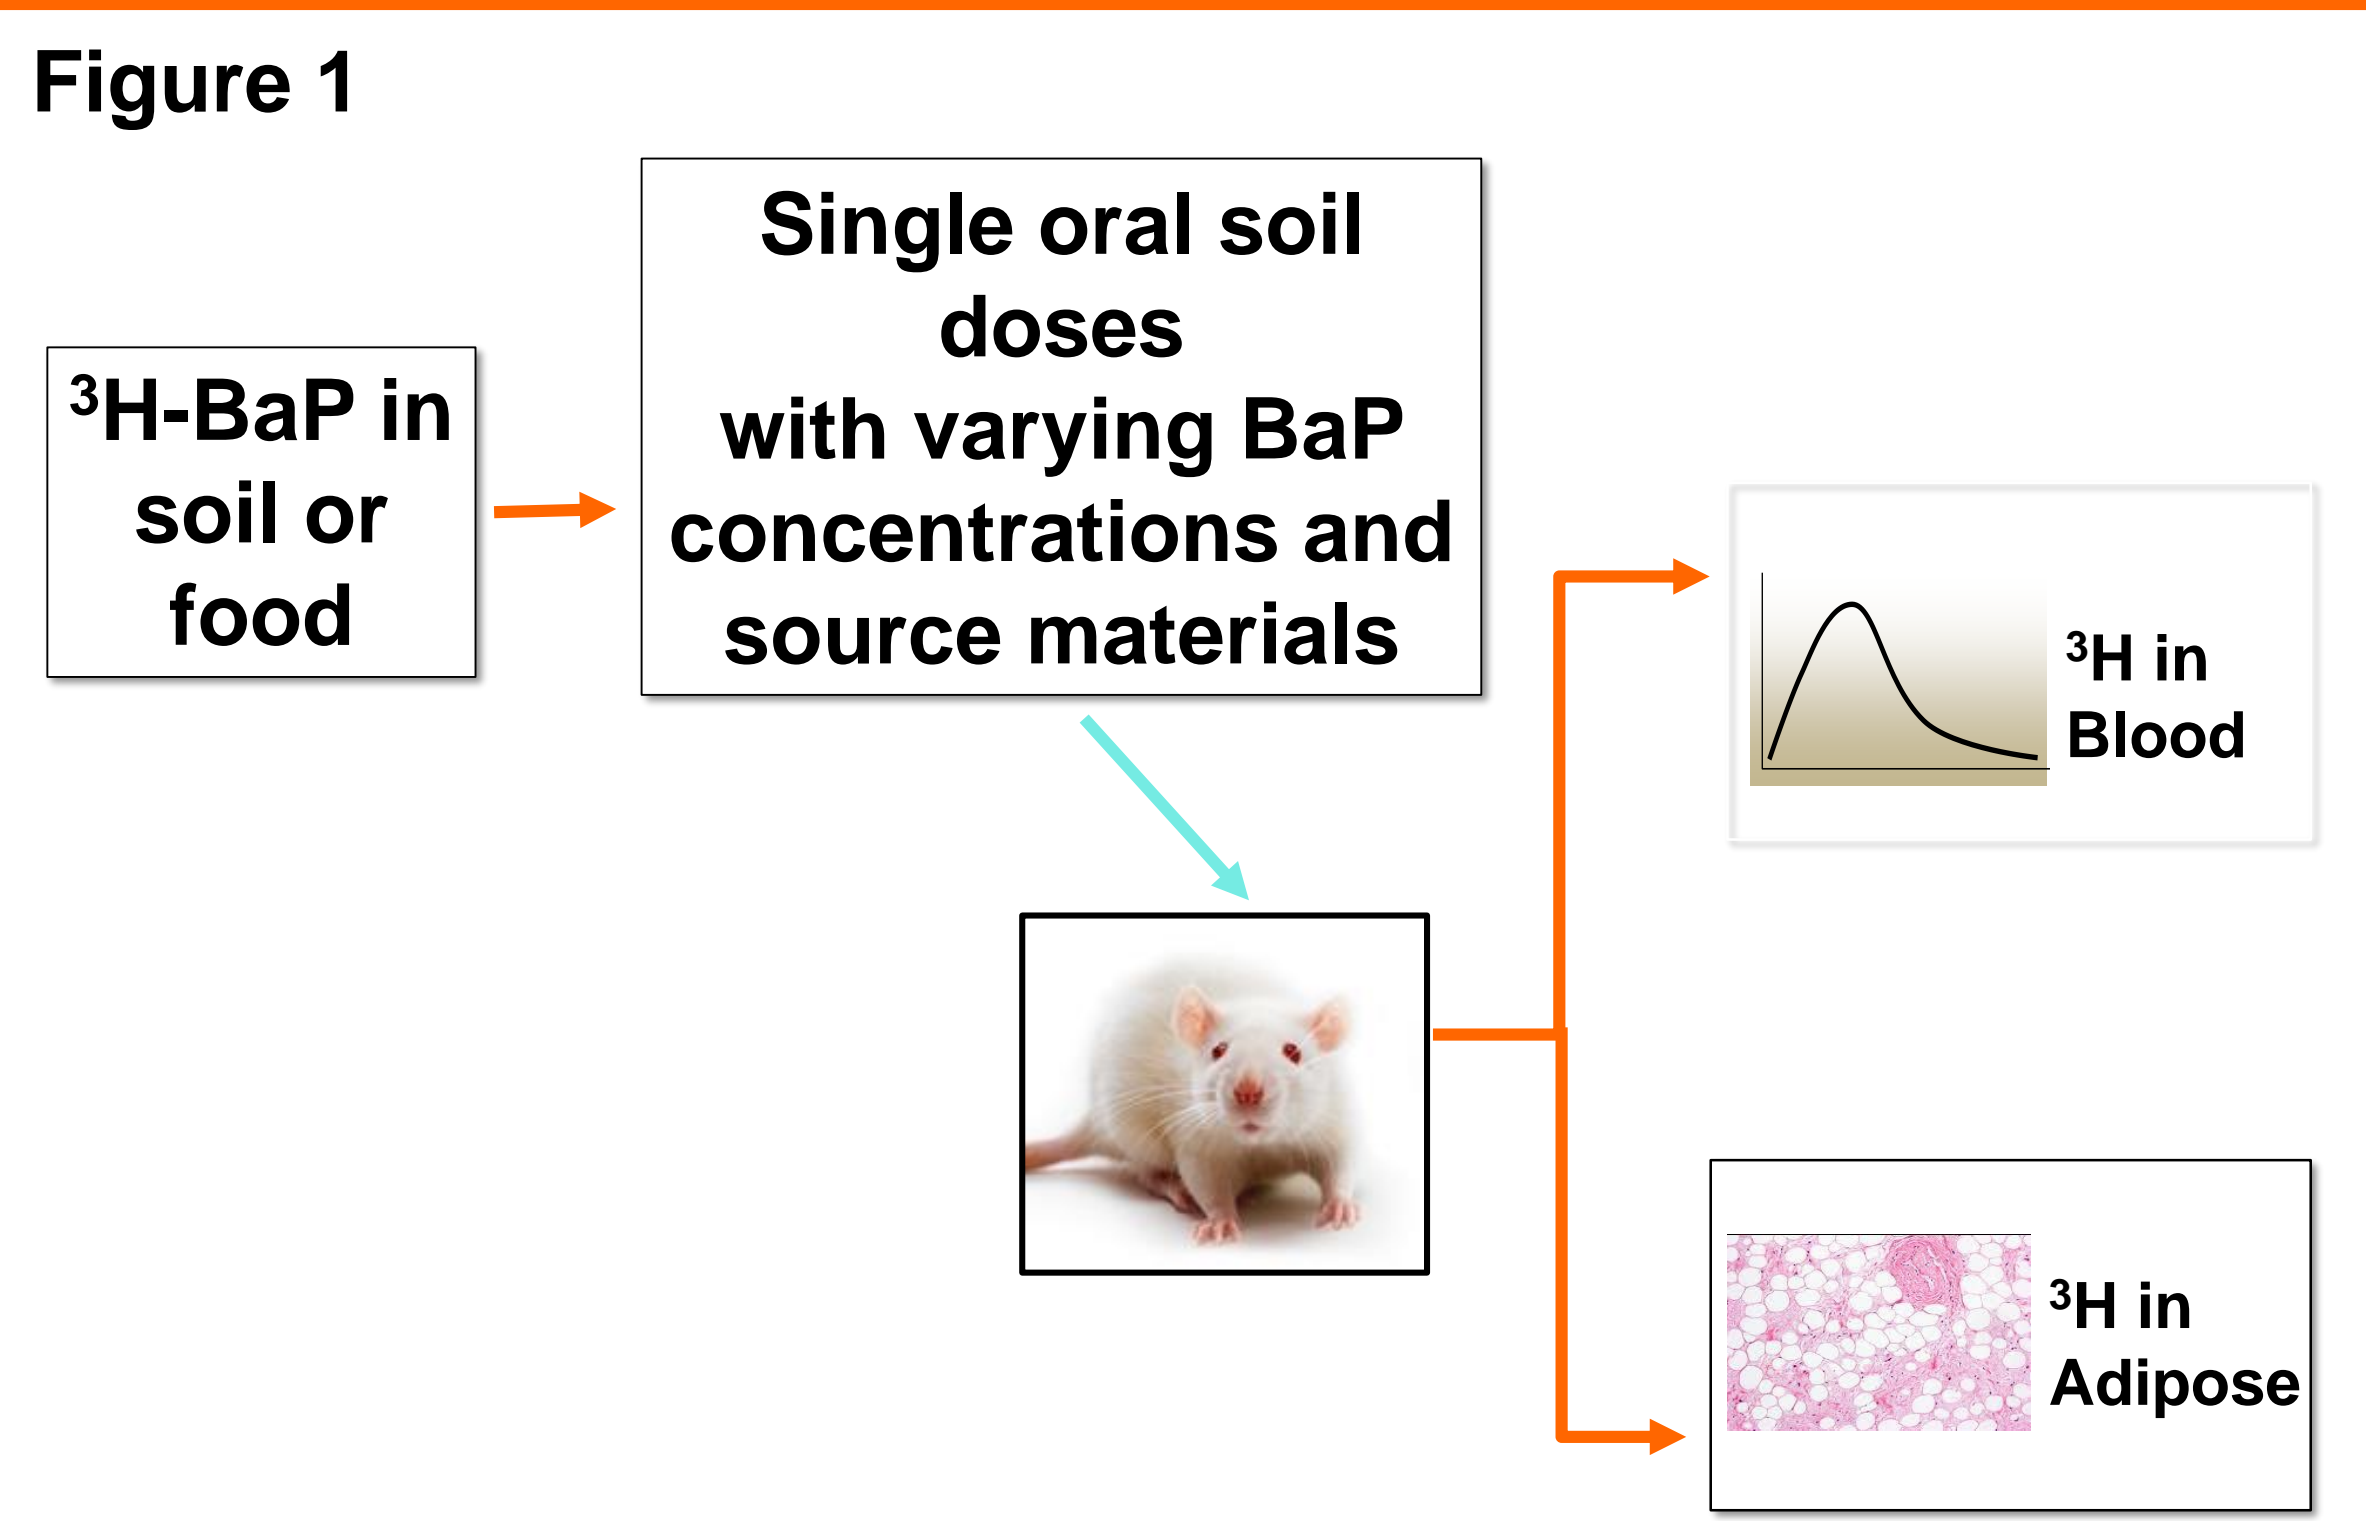 Figure 1
³H-BaP in
soil or
food
Single oral soil
doses
with varying BaP
concentrations and
source materials
³H in
Blood
³H in
Adipose